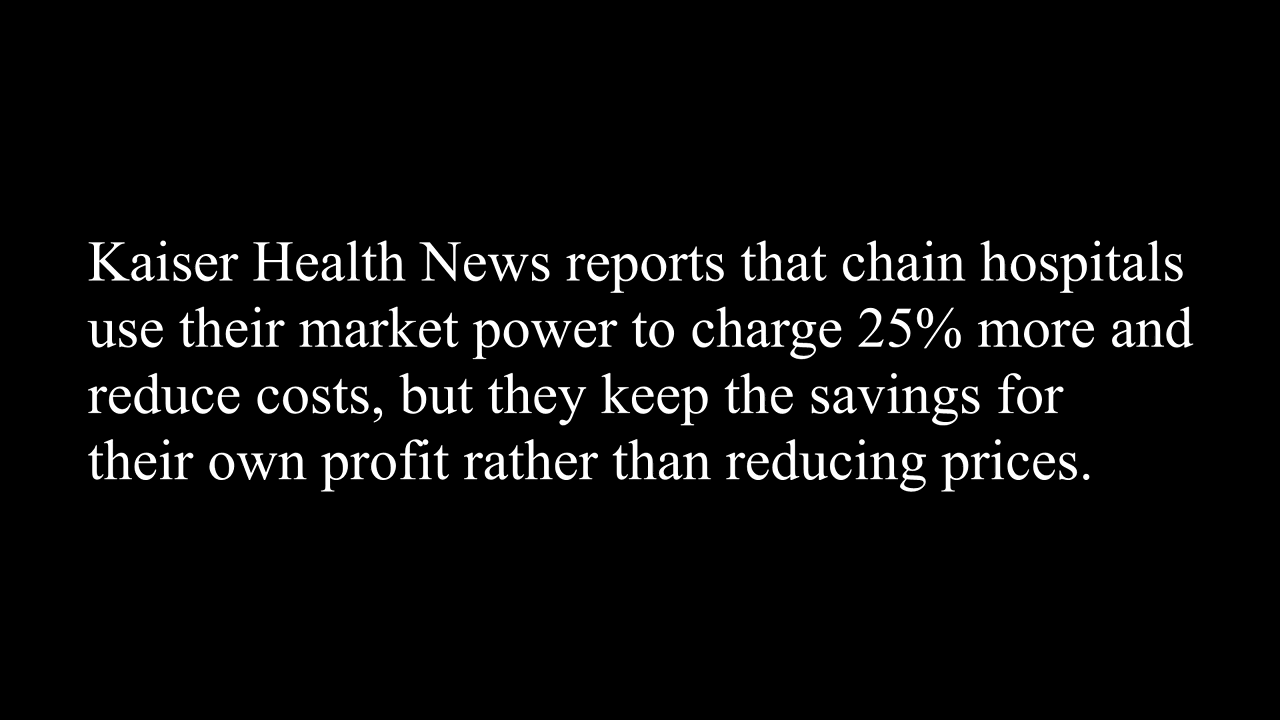 Kaiser Health News reports that chain hospitals
use their market power to charge 25% more and
reduce costs, but they keep the savings for
their own profit rather than reducing prices.